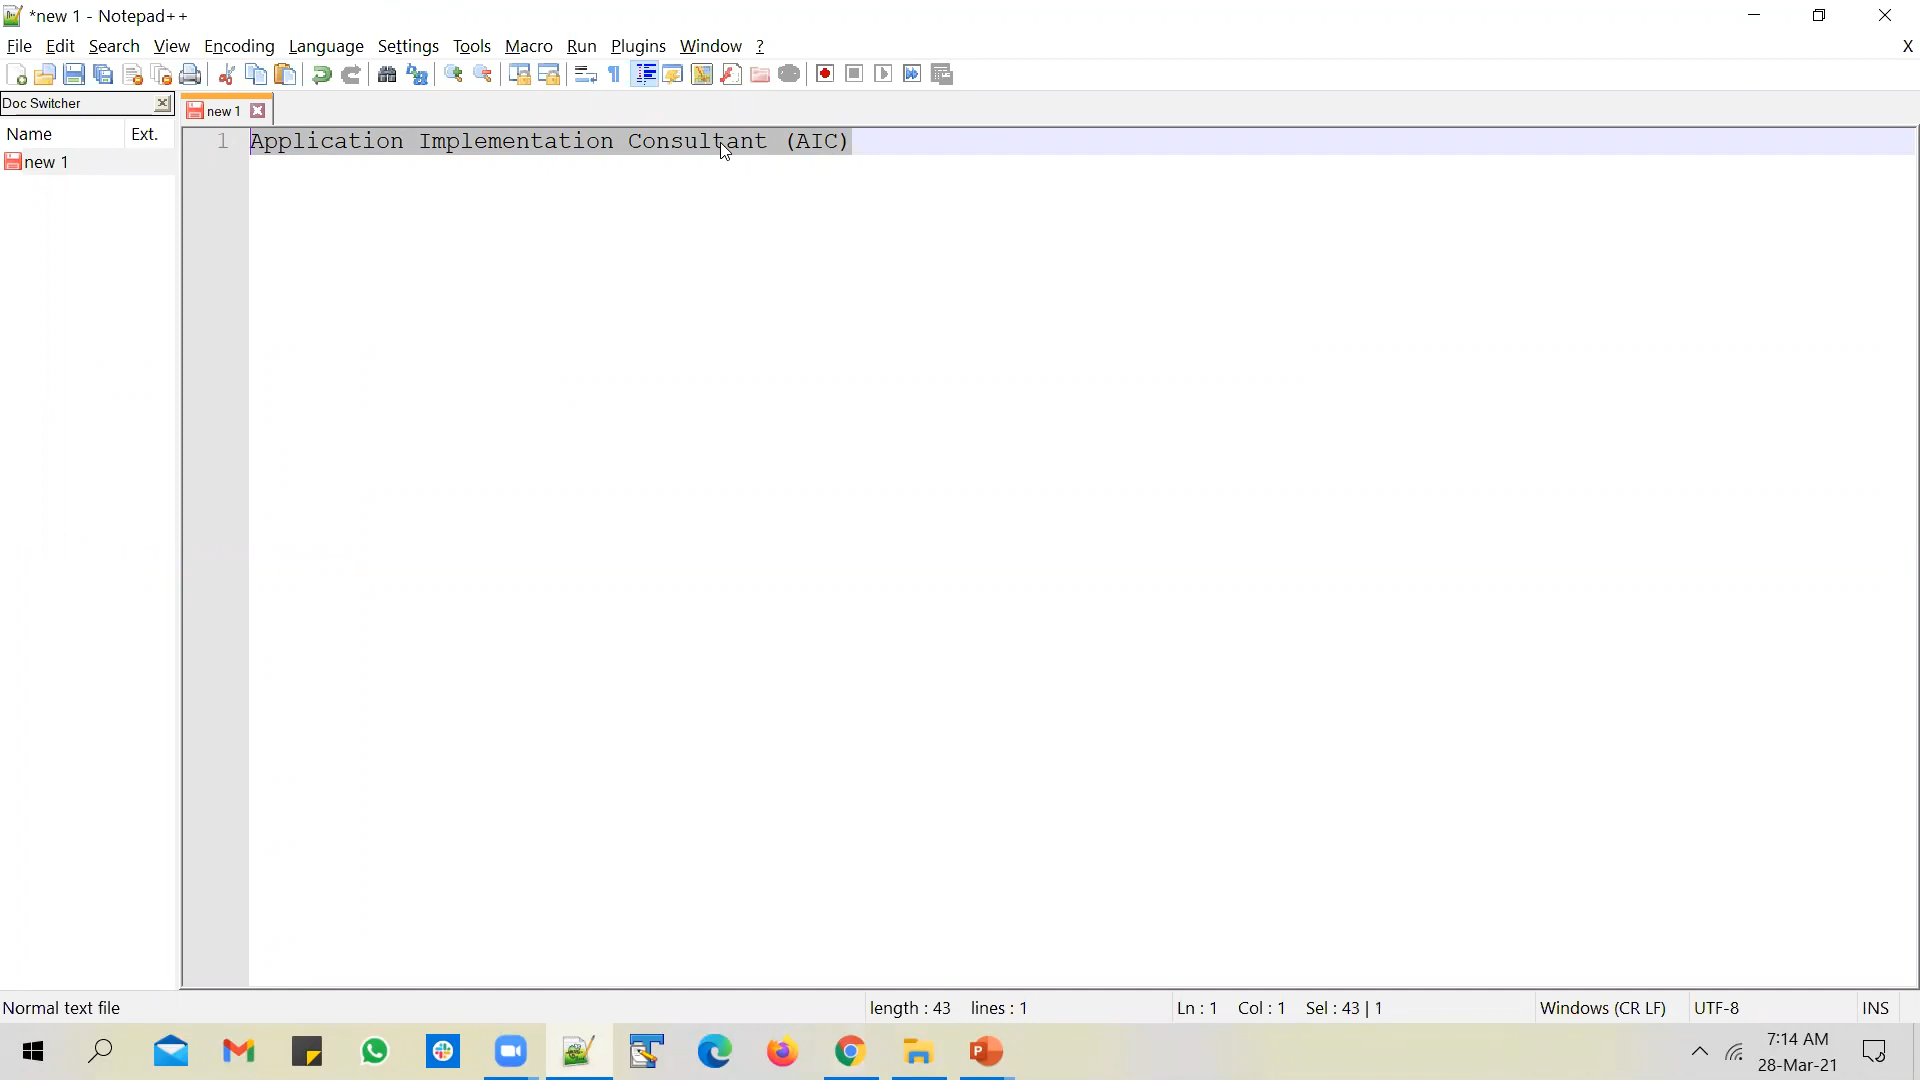 *new 1 - Notepad++
File Edit Search View Encoding Language Settings Tools Macro Run Plugins Window ? X
Doc Switcher
new 1
Name Ext.
new 1
1 Application Implementation Consultant (AIC)
Normal text file length : 43 lines : 1 Ln : 1 Col : 1 Sel : 43 | 1 Windows (CR LF) UTF-8 INS
7:14 AM
28-Mar-21